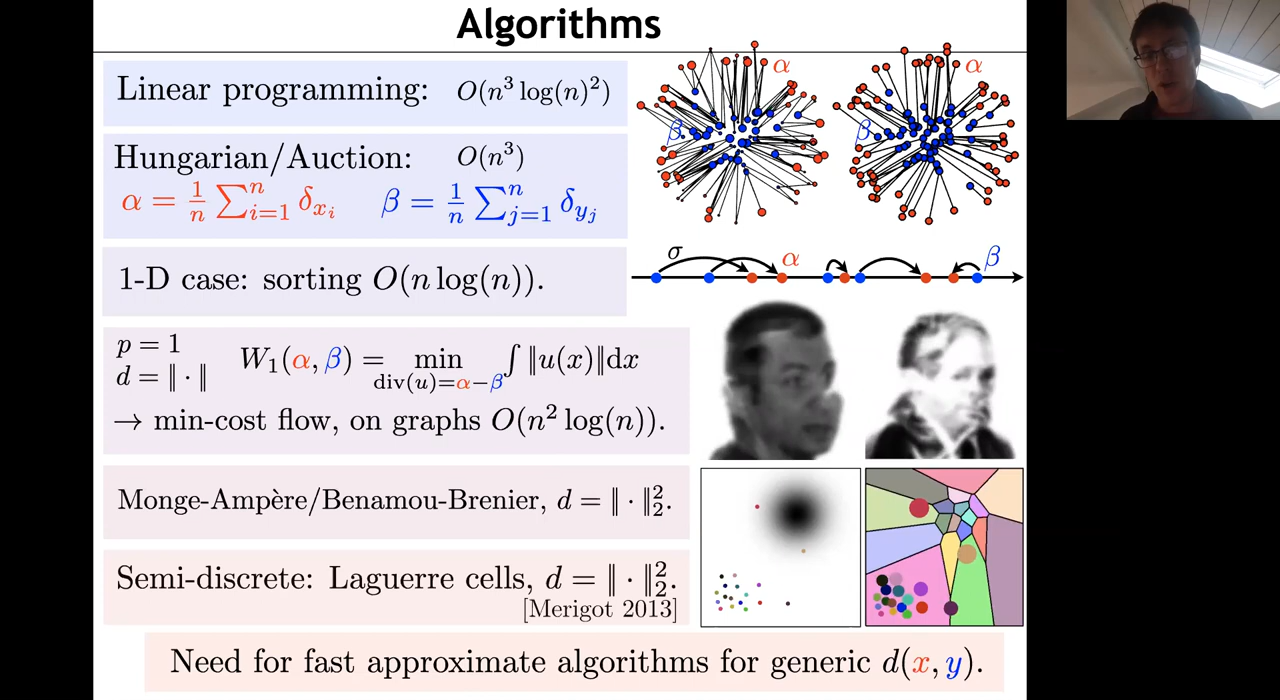 Algorithms
Linear programming: O(n³ log(n)²)
Hungarian/Auction: O(n³)
α = 1/n ∑ⁿᵢ₌₁ δ_{x_i} β = 1/n ∑ⁿⱼ₌₁ δ_{y_j}
α
β
α
β
1-D case: sorting O(n log(n)).
σ
α
β
p = 1
d = ‖ · ‖
W₁(α, β) = min_{div(u)=α−β} ∫ ‖u(x)‖dx
→ min-cost flow, on graphs O(n² log(n)).
Monge-Ampère/Benamou-Brenier, d = ‖ · ‖₂².
Semi-discrete: Laguerre cells, d = ‖ · ‖₂².
[Merigot 2013]
Need for fast approximate algorithms for generic d(x, y).